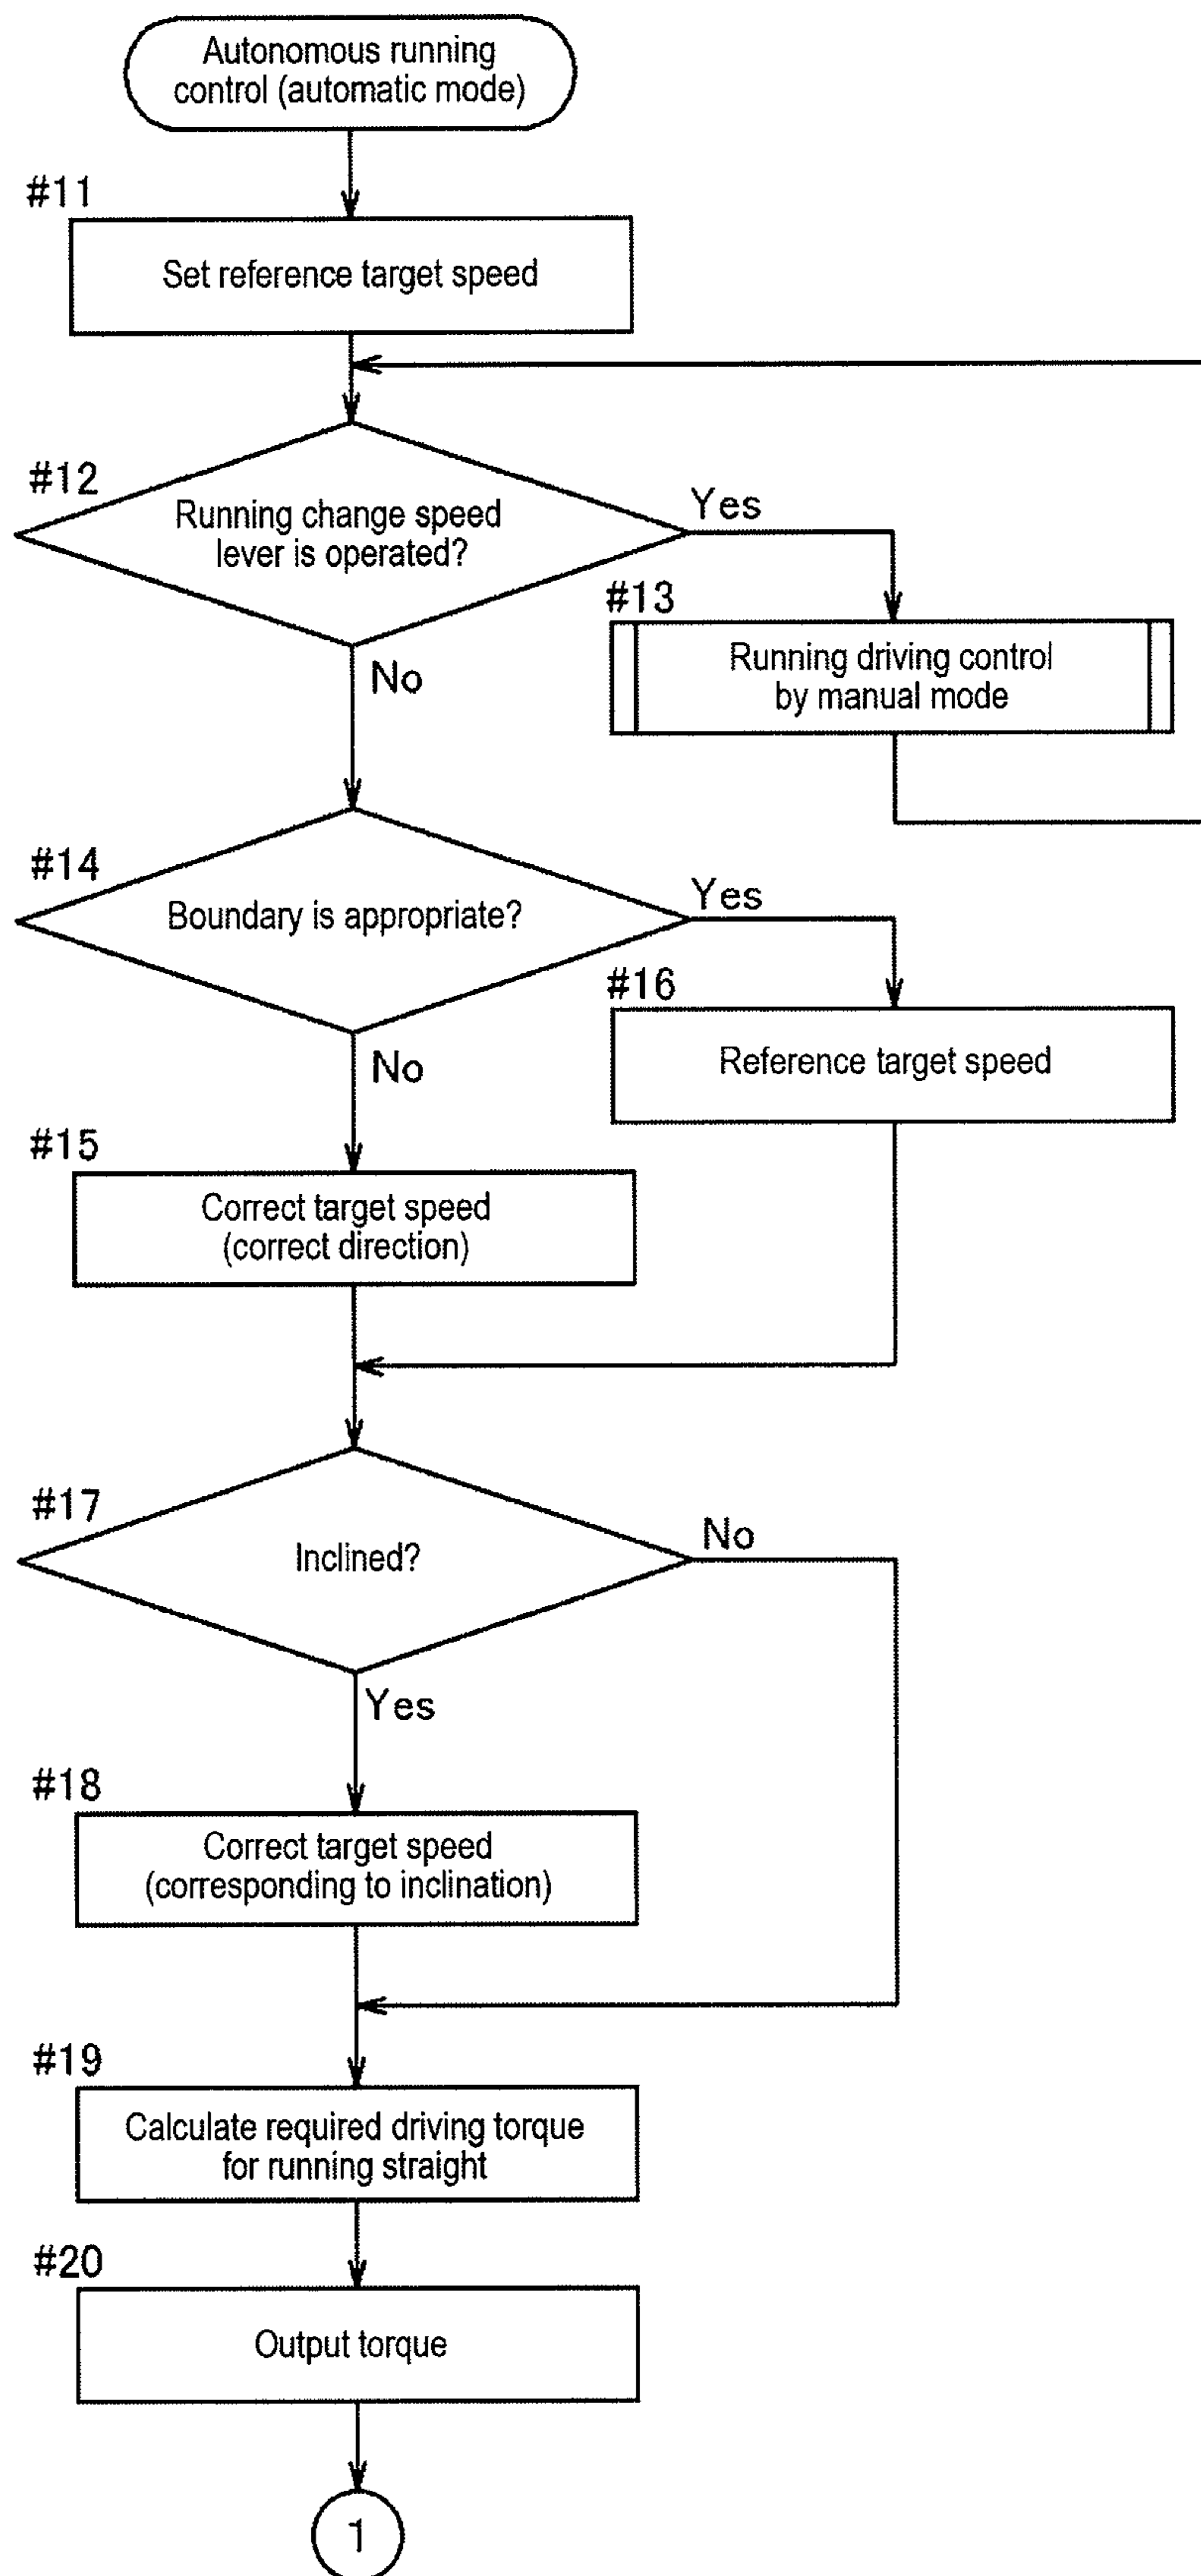 Autonomous running
control (automatic mode)
#11
Set reference target speed
#12
Running change speed
lever is operated?
Yes
#13
Running driving control
by manual mode
No
#14
Boundary is appropriate?
Yes
#16
Reference target speed
No
#15
Correct target speed
(correct direction)
#17
Inclined?
No
Yes
#18
Correct target speed
(corresponding to inclination)
#19
Calculate required driving torque
for running straight
#20
Output torque
1